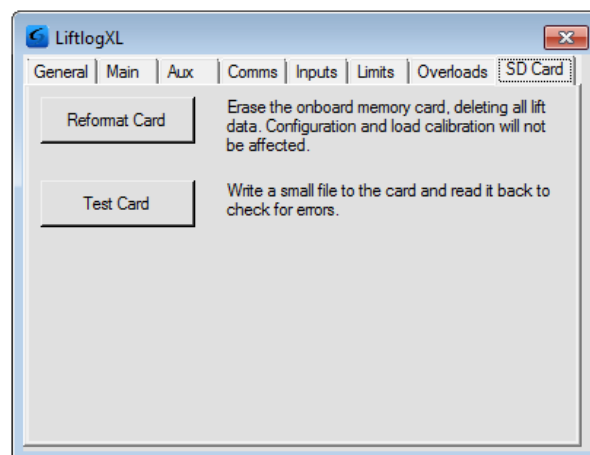 LiftlogXL
General Main Aux Comms Inputs Limits Overloads SD Card
Reformat Card
Erase the onboard memory card, deleting all lift
data. Configuration and load calibration will not
be affected.
Test Card
Write a small file to the card and read it back to
check for errors.